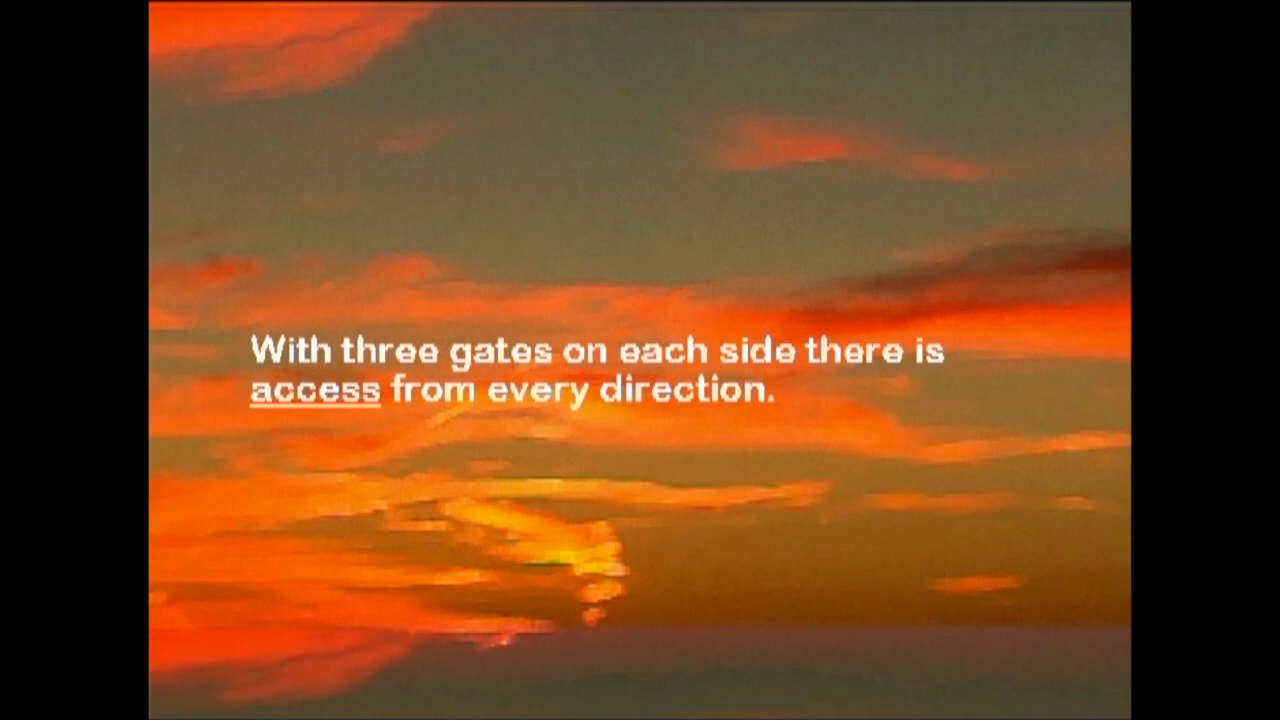 With three gates on each side there is
access from every direction.